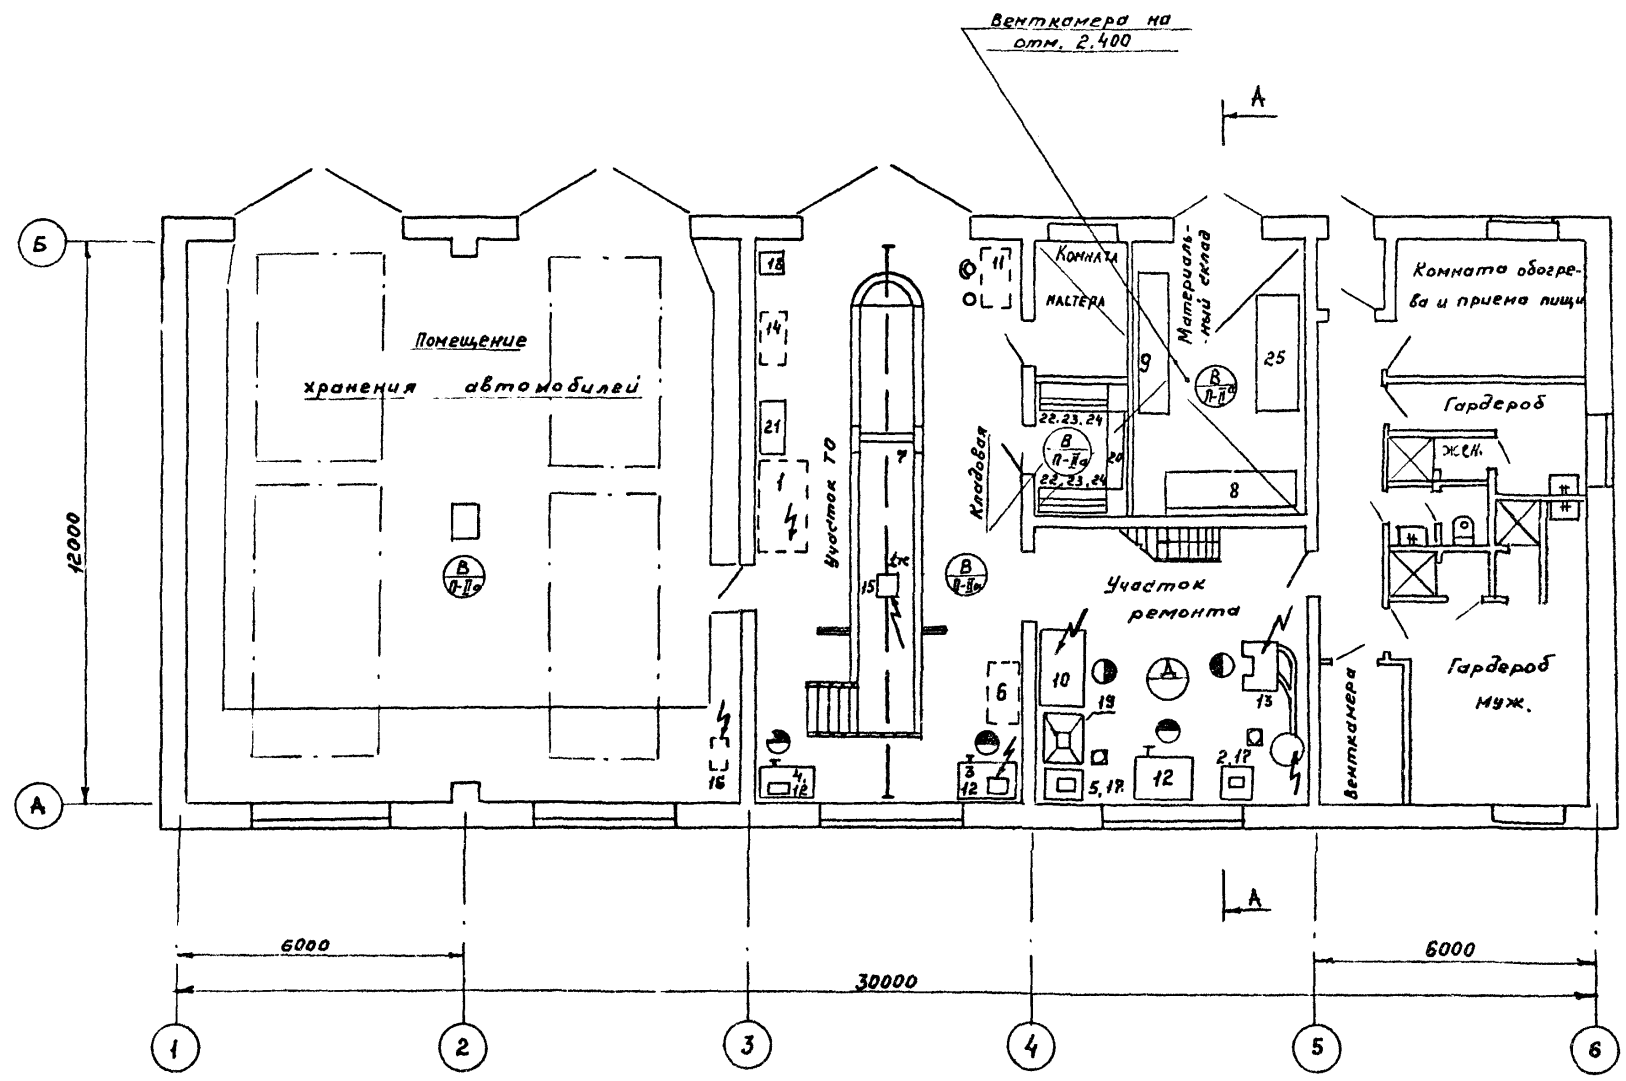 Венткамера на
отм. 2.400
А
Б
Помещение
хранения автомобилей
18
14
21
1
Участок ТО
7
15
11
Кладовая
Комната
мастера
9
Материаль-
ный склад
25
8
В
П-IIа
22.23.24
В
П-IIа
20
22.23.24
Комната обогре-
ва и приема пищи
Гардероб
жен.
12000
В
П-IIа
В
П-IIа
Участок
ремонта
6
10
19
Д
13
Венткамера
Гардероб
муж.
16
4.
12
3
12
5,17.
12
2,17
А
А
6000
6000
30000
1
2
3
4
5
6